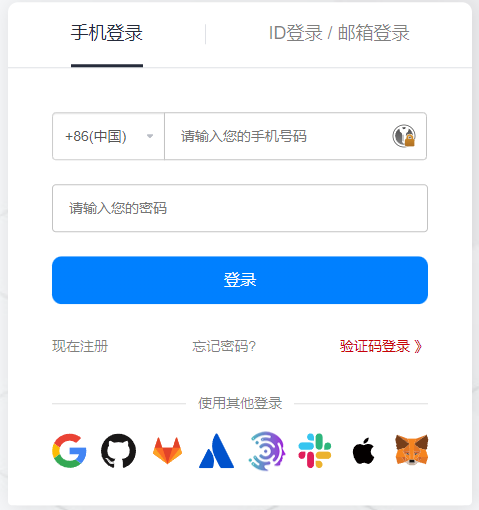 手机登录
ID登录 / 邮箱登录
+86(中国) 请输入您的手机号码
请输入您的密码
登录
现在注册 忘记密码? 验证码登录 》
使用其他登录